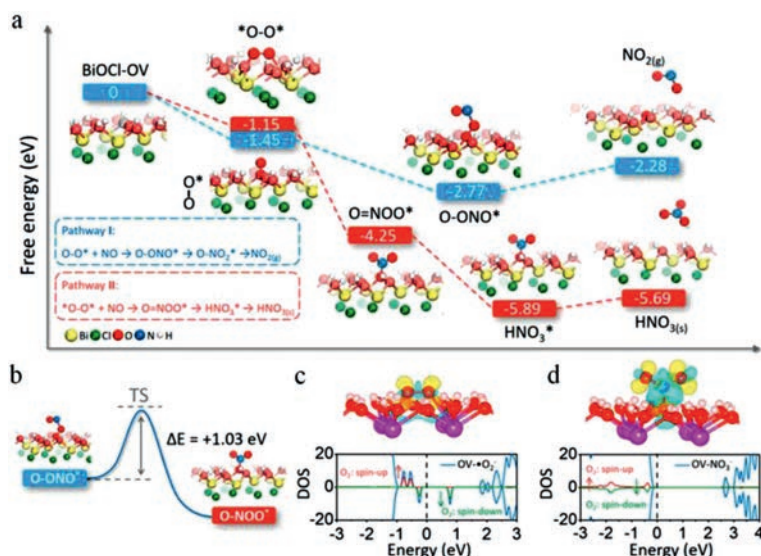 a
*O-O*
NO2(g)
BiOCl-OV
0
-1.15
-1.45
-2.28
O*
O
O=NOO*
-2.77
O-ONO*
-4.25
Free energy (eV)
Pathway I:
O-O* + NO → O-ONO* → O-NO2* →NO2(g)
Pathway II:
*O-O* + NO → O=NOO* → HNO3* → HNO3(s)
-5.89
-5.69
HNO3*
HNO3(s)
Bi Cl O N H
b
TS
ΔE = +1.03 eV
O-ONO*
O-NOO*
c
20
0
-20
DOS
O2: spin-up
OV-•O2-
O2: spin-down
-3 -2 -1 0 1 2 3
Energy (eV)
d
20
0
-20
DOS
O2: spin-up
OV-NO3-
O2: spin-down
-3 -2 -1 0 1 2 3 4
Energy (eV)